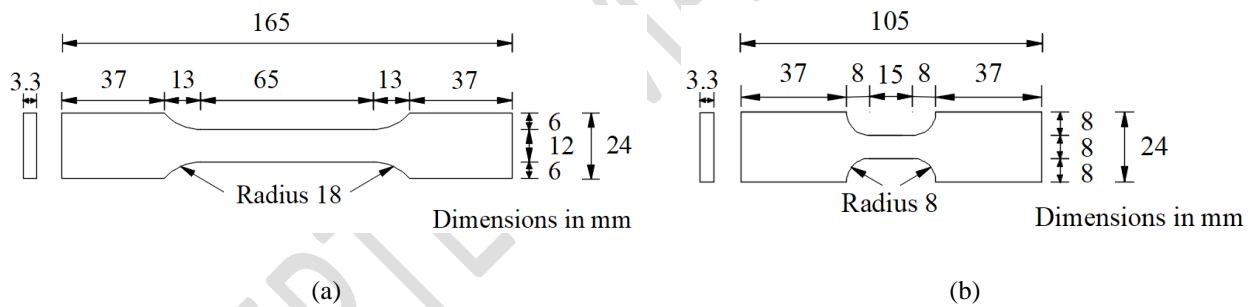 165
3.3
37 13 65 13 37
6
12 24
6
Radius 18
Dimensions in mm
(a)
105
3.3
37 8 15 8 37
8
8 24
8
Radius 8
Dimensions in mm
(b)